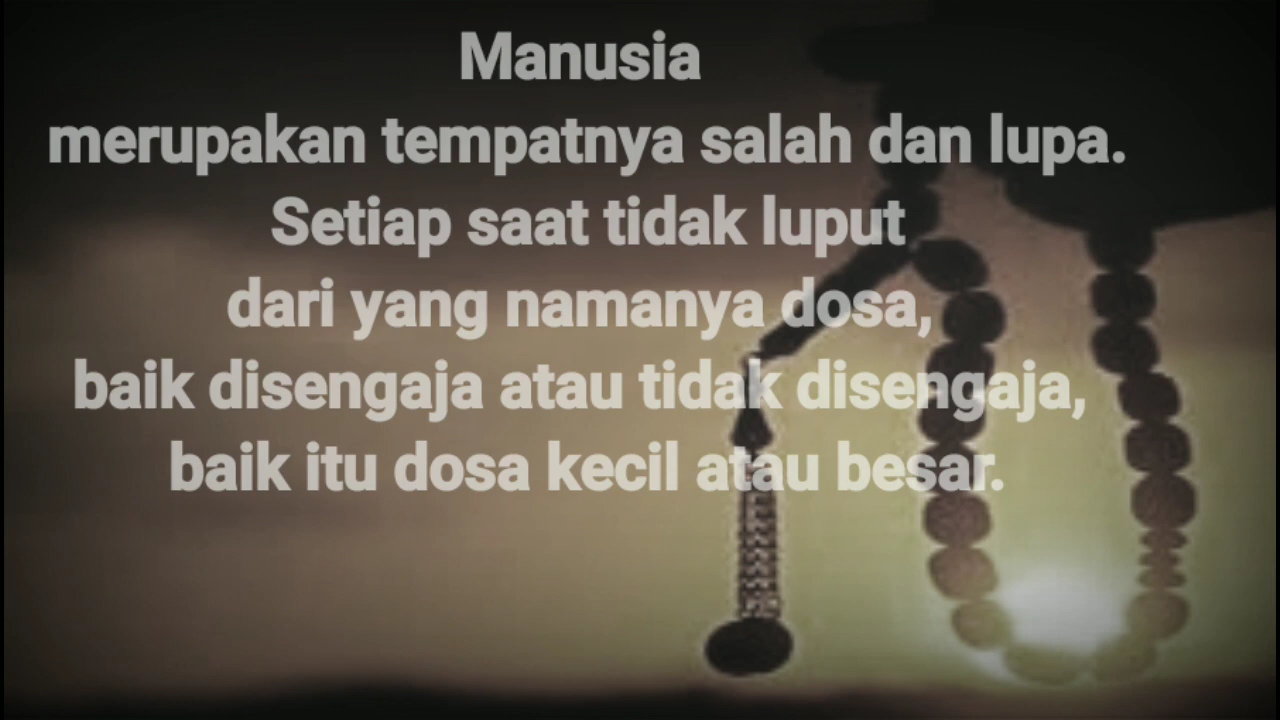 Manusia
merupakan tempatnya salah dan lupa.
Setiap saat tidak luput
dari yang namanya dosa,
baik disengaja atau tidak disengaja,
baik itu dosa kecil atau besar.